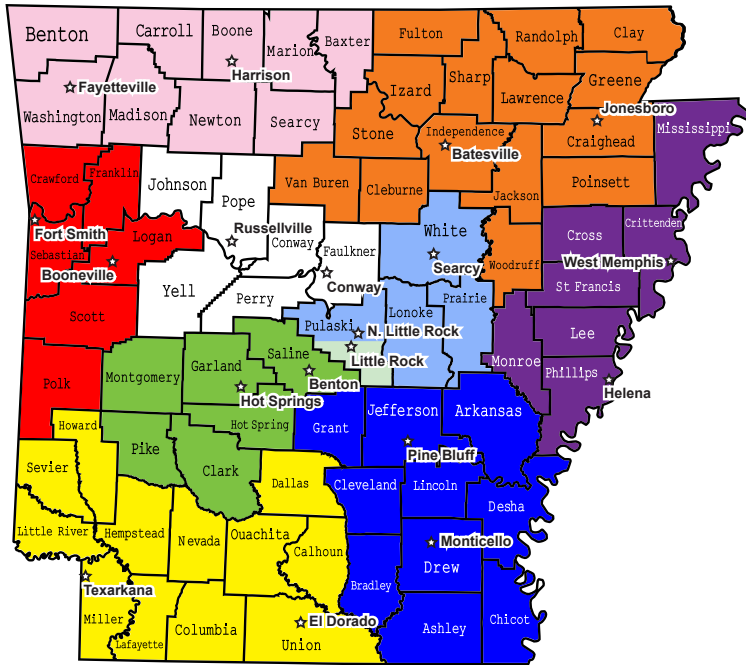 Benton
Carroll
Boone
Marion
Baxter
Fulton
Randolph
Clay
Harrison
Fayetteville
Izard
Sharp
Lawrence
Greene
Washington
Madison
Newton
Searcy
Stone
Independence
Batesville
Jonesboro
Craighead
Mississippi
Crawford
Franklin
Johnson
Pope
Van Buren
Cleburne
Jackson
Poinsett
Fort Smith
Sebastian
Logan
Booneville
Russellville
Conway
Faulkner
Conway
White
Searcy
Woodruff
Cross
Crittenden
West Memphis
St Francis
Scott
Yell
Perry
Pulaski
N. Little Rock
Little Rock
Lonoke
Prairie
Monroe
Lee
Phillips
Helena
Polk
Montgomery
Garland
Saline
Benton
Hot Springs
Hot Spring
Grant
Jefferson
Arkansas
Pine Bluff
Howard
Pike
Clark
Sevier
Dallas
Cleveland
Lincoln
Desha
Little River
Hempstead
Nevada
Ouachita
Calhoun
Monticello
Drew
Bradley
Texarkana
Miller
Lafayette
Columbia
El Dorado
Union
Ashley
Chicot